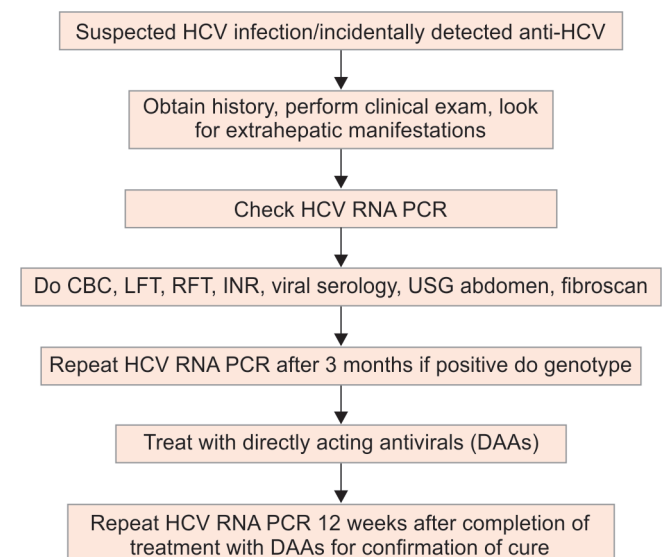 Suspected HCV infection/incidentally detected anti-HCV
Obtain history, perform clinical exam, look
for extrahepatic manifestations
Check HCV RNA PCR
Do CBC, LFT, RFT, INR, viral serology, USG abdomen, fibroscan
Repeat HCV RNA PCR after 3 months if positive do genotype
Treat with directly acting antivirals (DAAs)
Repeat HCV RNA PCR 12 weeks after completion of
treatment with DAAs for confirmation of cure